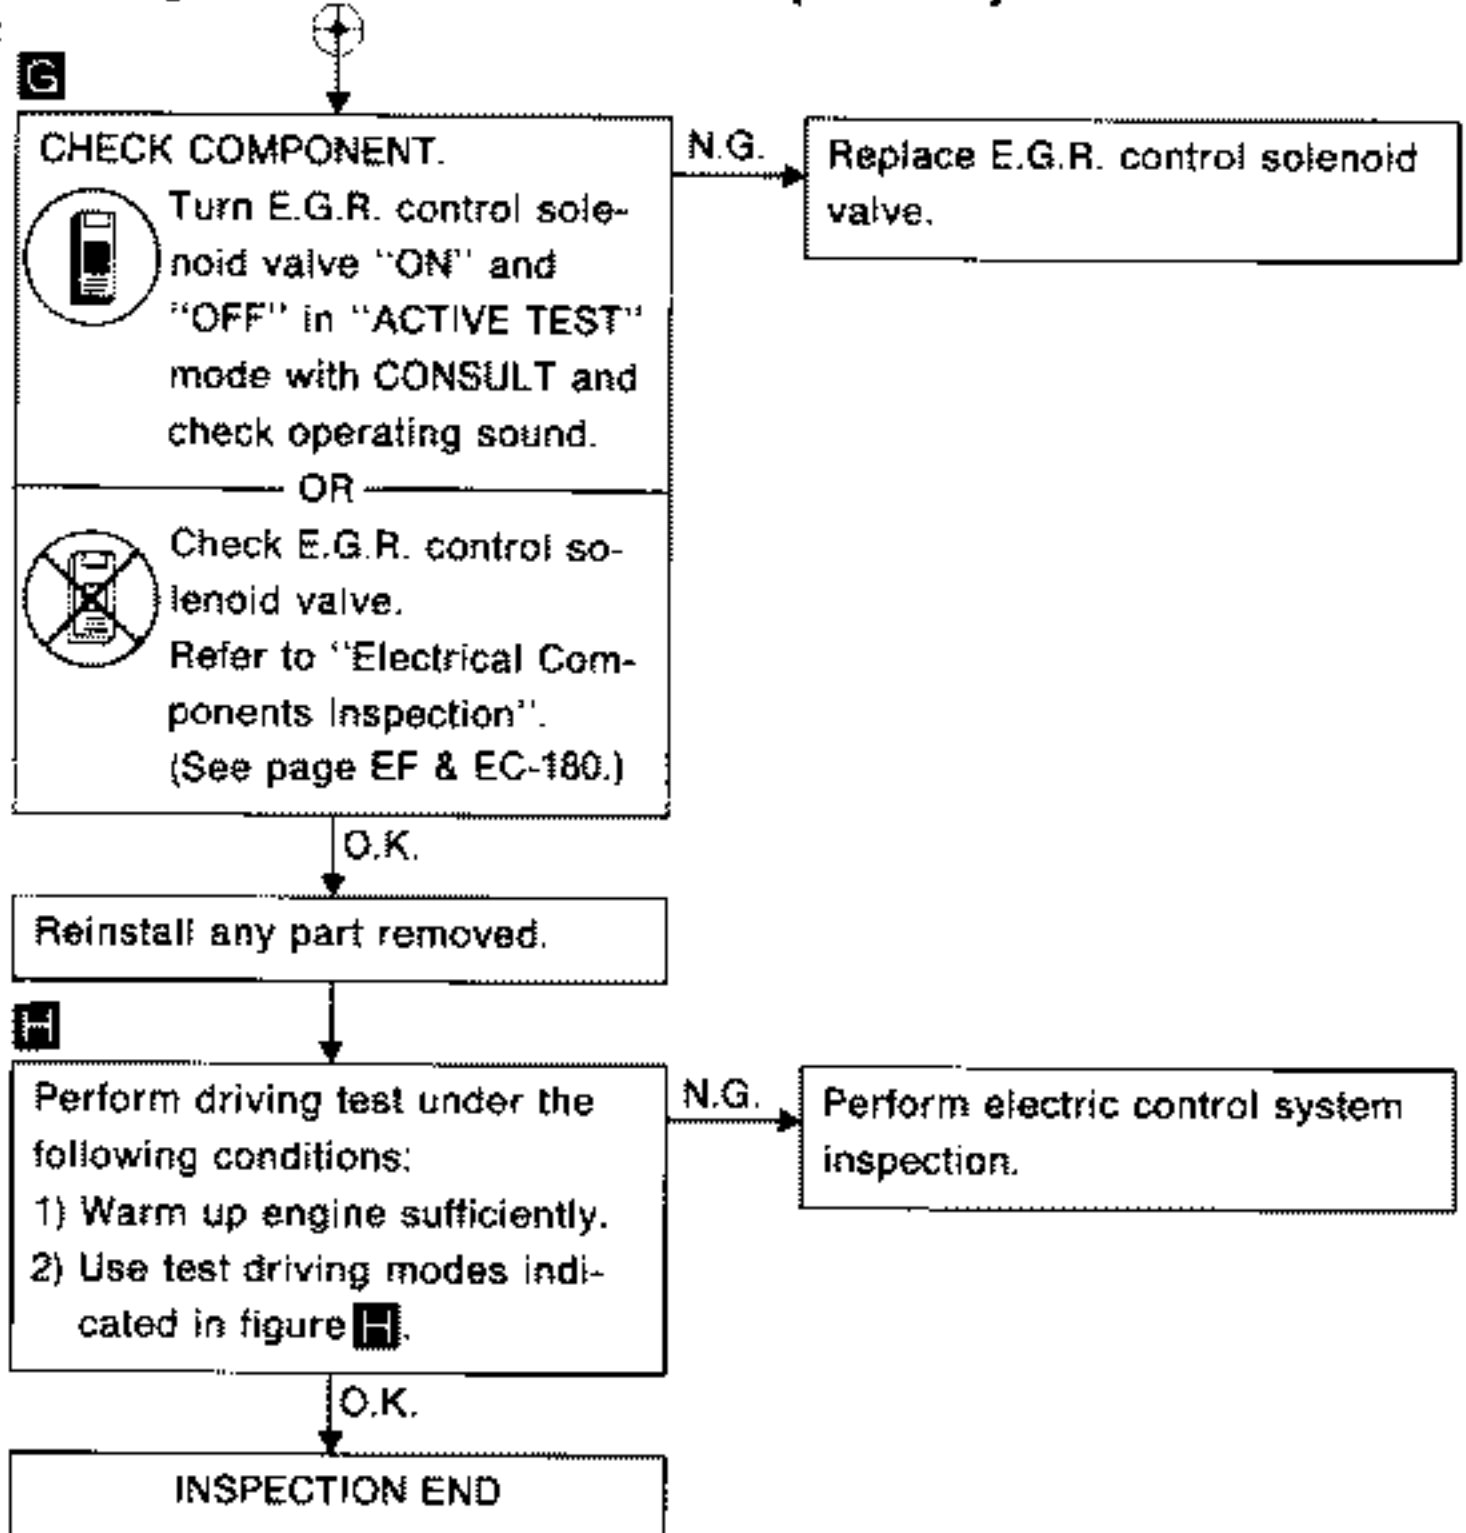 G
CHECK COMPONENT.
Turn E.G.R. control sole-
noid valve "ON" and
"OFF" in "ACTIVE TEST"
mode with CONSULT and
check operating sound.
OR
Check E.G.R. control so-
lenoid valve.
Refer to "Electrical Com-
ponents Inspection".
(See page EF & EC-180.)
N.G.
Replace E.G.R. control solenoid
valve.
O.K.
Reinstall any part removed.
H
Perform driving test under the
following conditions:
1) Warm up engine sufficiently.
2) Use test driving modes indi-
cated in figure H.
N.G.
Perform electric control system
inspection.
O.K.
INSPECTION END